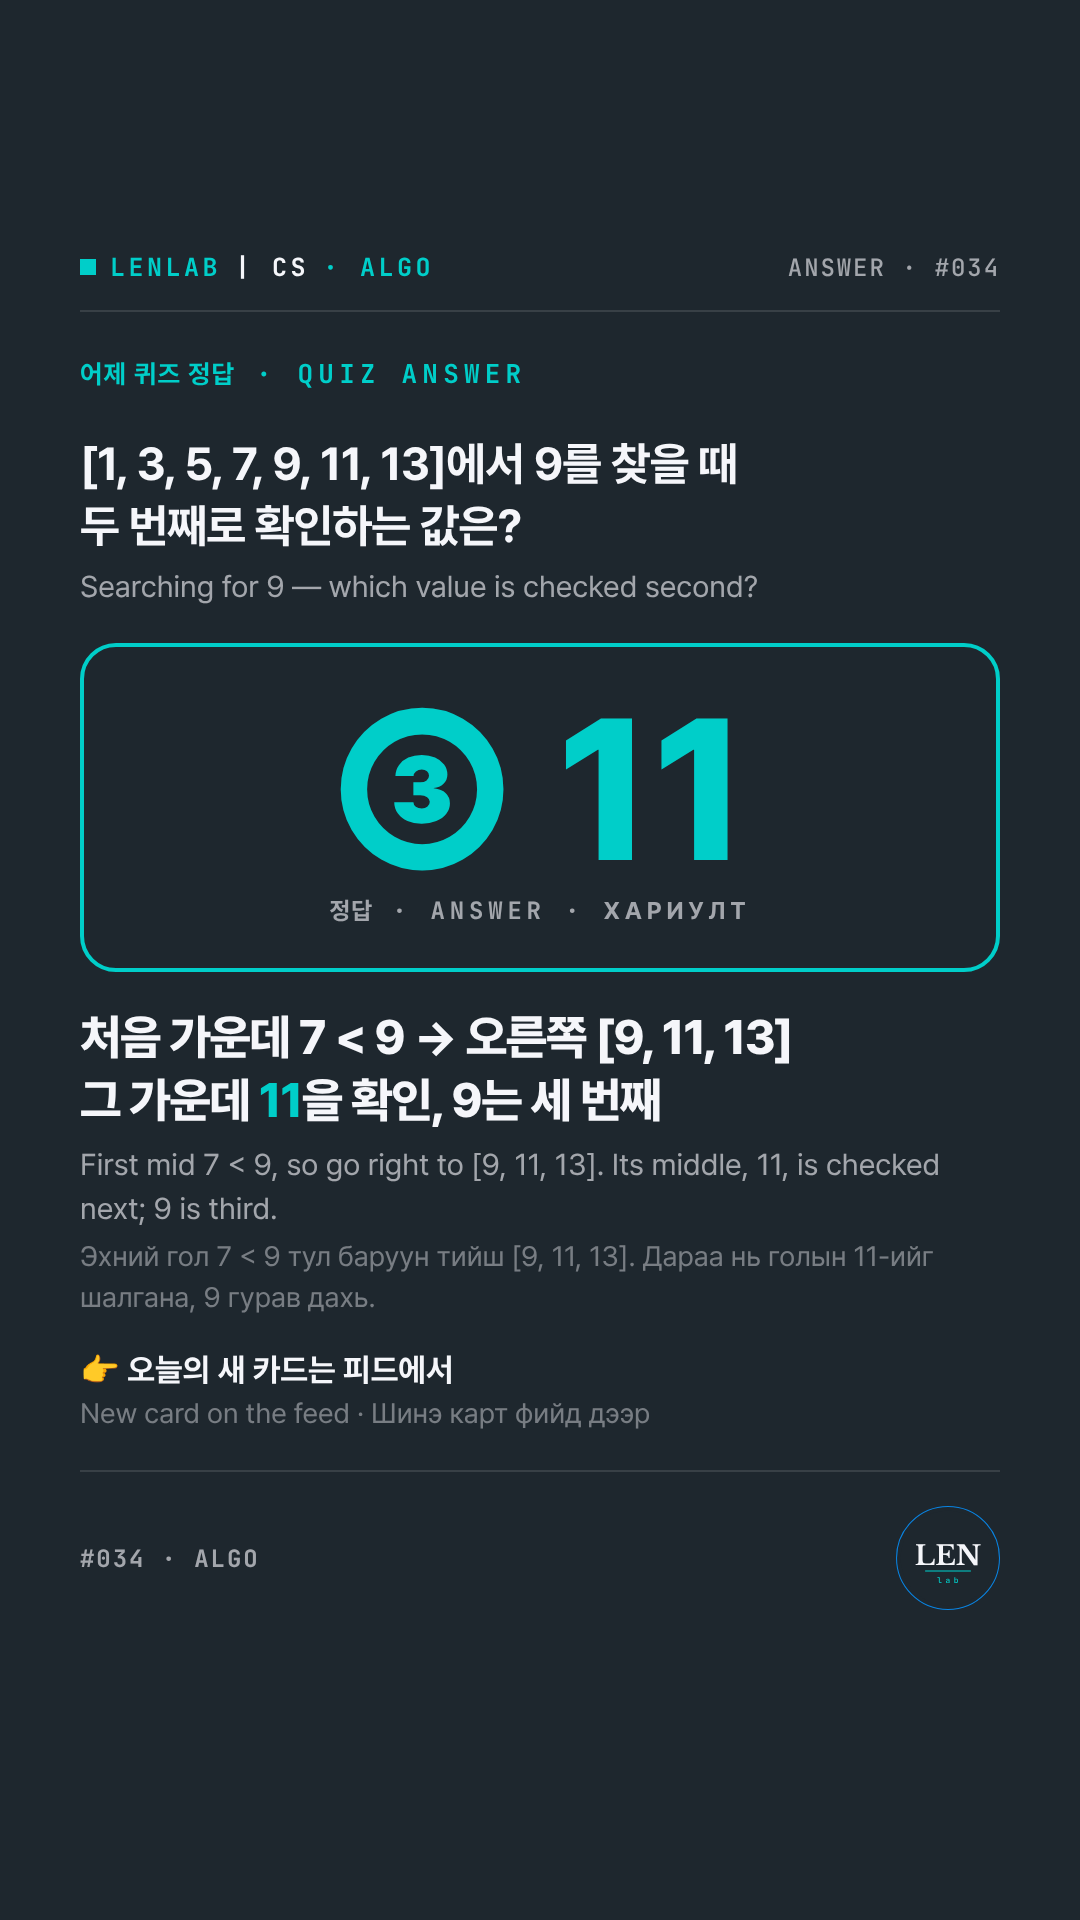 LENLAB | CS · ALGO
ANSWER · #034
어제 퀴즈 정답 · QUIZ ANSWER
[1, 3, 5, 7, 9, 11, 13]에서 9를 찾을 때
두 번째로 확인하는 값은?
Searching for 9 — which value is checked second?
③ 11
정답 · ANSWER · ХАРИУЛТ
처음 가운데 7 < 9 → 오른쪽 [9, 11, 13]
그 가운데 11을 확인, 9는 세 번째
First mid 7 < 9, so go right to [9, 11, 13]. Its middle, 11, is checked
next; 9 is third.
Эхний гол 7 < 9 тул баруун тийш [9, 11, 13]. Дараа нь голын 11-ийг
шалгана, 9 гурав дахь.
👉 오늘의 새 카드는 피드에서
New card on the feed · Шинэ карт фийд дээр
#034 · ALGO
LEN
lab